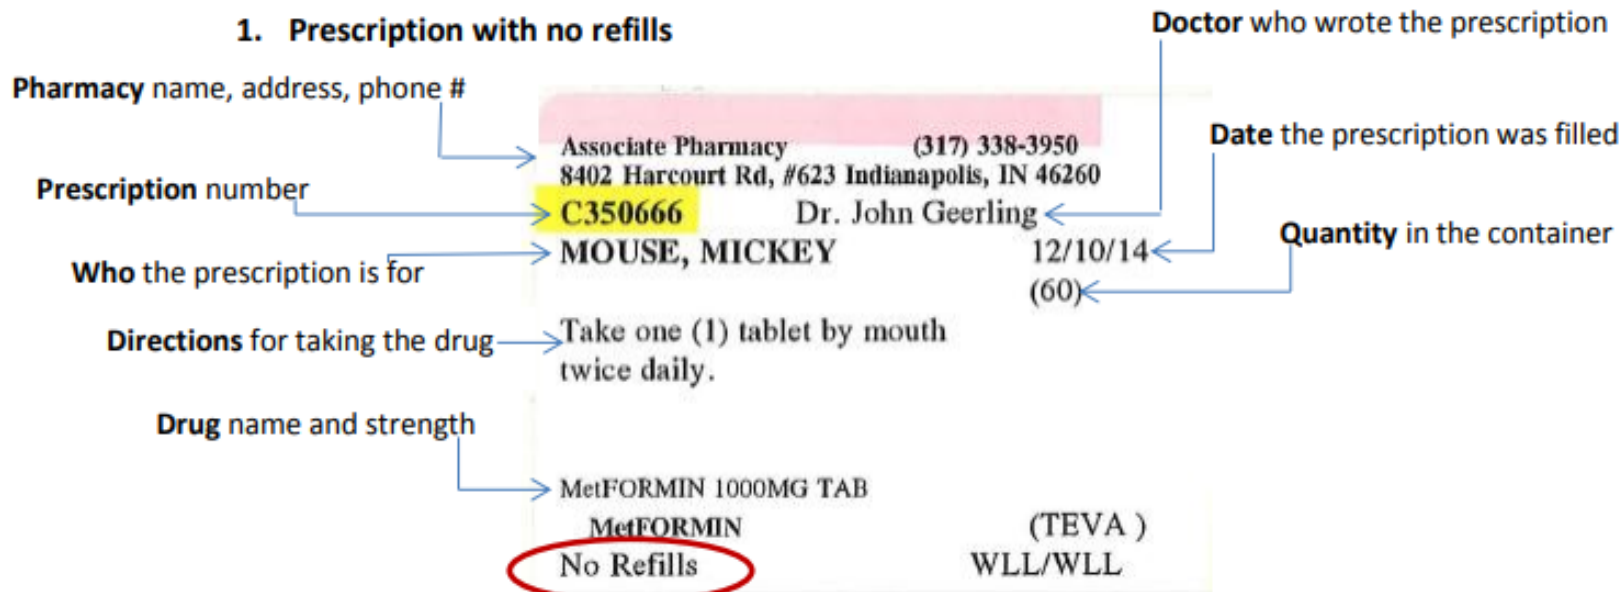 1. Prescription with no refills
Doctor who wrote the prescription
Pharmacy name, address, phone #
Associate Pharmacy (317) 338-3950
Date the prescription was filled
8402 Harcourt Rd, #623 Indianapolis, IN 46260
Prescription number
C350666 Dr. John Geerling
Quantity in the container
MOUSE, MICKEY 12/10/14
Who the prescription is for
(60)
Directions for taking the drug
Take one (1) tablet by mouth
twice daily.
Drug name and strength
MetFORMIN 1000MG TAB
MetFORMIN (TEVA )
No Refills WLL/WLL